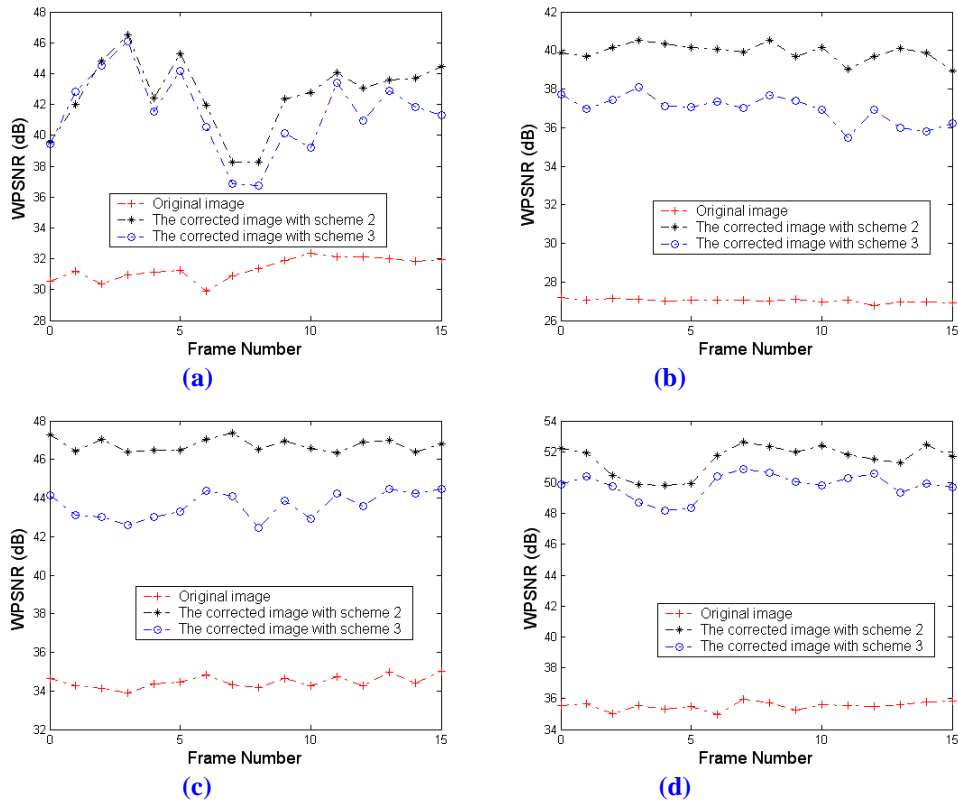 48
46
44
42
40
38
36
34
32
30
28
WPSNR (dB)
Original image
The corrected image with scheme 2
The corrected image with scheme 3
0 5 10 15
Frame Number
(a)
42
40
38
36
34
32
30
28
26
WPSNR (dB)
Original image
The corrected image with scheme 2
The corrected image with scheme 3
0 5 10 15
Frame Number
(b)
48
46
44
42
40
38
36
34
32
WPSNR (dB)
Original image
The corrected image with scheme 2
The corrected image with scheme 3
0 5 10 15
Frame Number
(c)
54
52
50
48
46
44
42
40
38
36
34
WPSNR (dB)
Original image
The corrected image with scheme 2
The corrected image with scheme 3
0 5 10 15
Frame Number
(d)